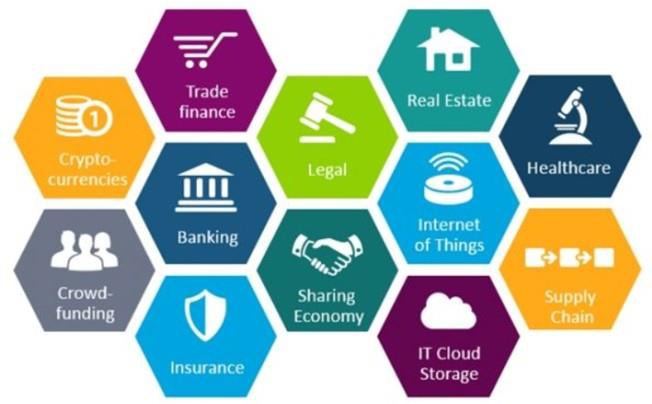 Trade
finance
Real Estate
1
Crypto-
currencies
Legal
Healthcare
Banking
Internet
of Things
Crowd-
funding
Sharing
Economy
Supply
Chain
Insurance
IT Cloud
Storage